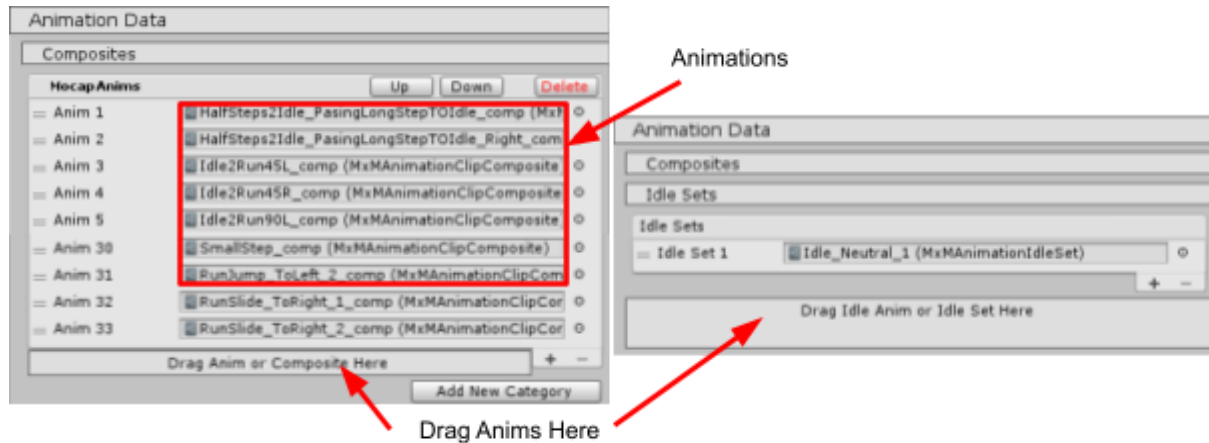 Animation Data
Composites
MocapAnims Up Down Delete
Anim 1 HalfSteps2Idle_PasingLongStepTOIdle_comp (MxM
Anim 2 HalfSteps2Idle_PasingLongStepTOIdle_Right_com
Anim 3 Idle2Run45L_comp (MxMAnimationClipComposite)
Anim 4 Idle2Run45R_comp (MxMAnimationClipComposite
Anim 5 Idle2Run90L_comp (MxMAnimationClipComposite
Anim 30 SmallStep_comp (MxMAnimationClipComposite)
Anim 31 RunJump_ToLeft_2_comp (MxMAnimationClipCom
Anim 32 RunSlide_ToRight_1_comp (MxMAnimationClipCor
Anim 33 RunSlide_ToRight_2_comp (MxMAnimationClipCor
Drag Anim or Composite Here + -
Add New Category
Animations
Animation Data
Composites
Idle Sets
Idle Sets
Idle Set 1 Idle_Neutral_1 (MxMAnimationIdleSet)
+ -
Drag Idle Anim or Idle Set Here
Drag Anims Here